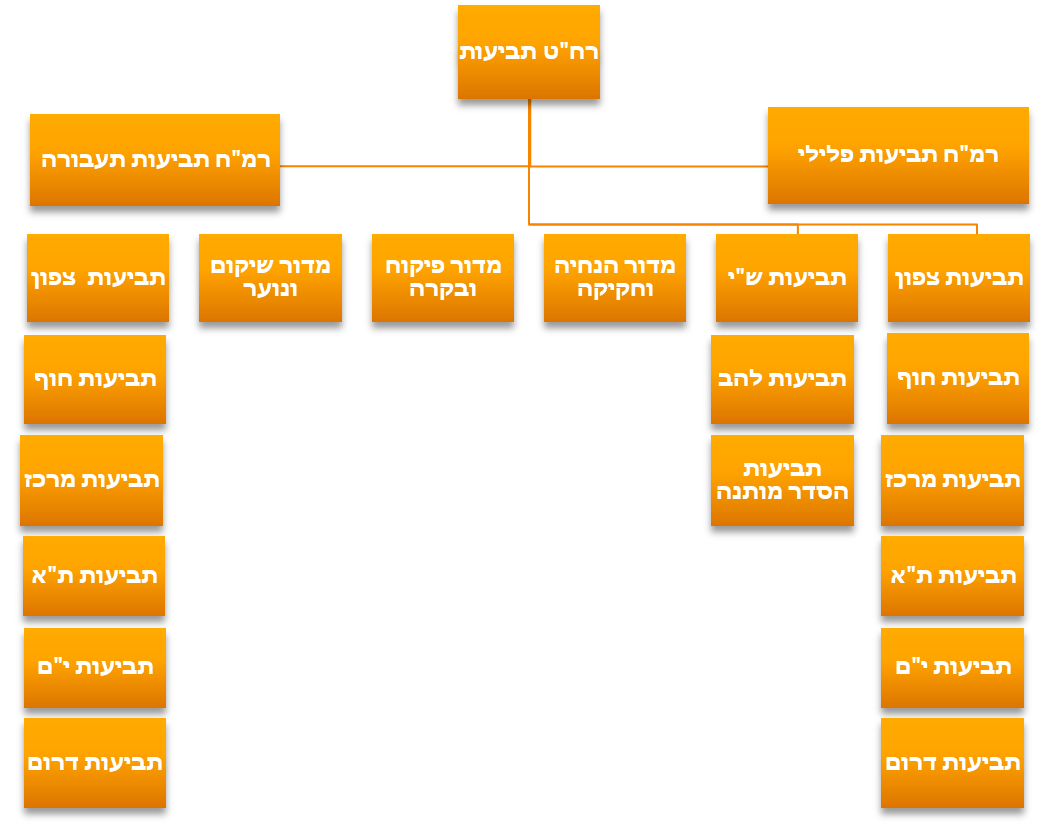 רח"ט תביעות
רמ"ח תביעות פלילי
רמ"ח תביעות תעבורה
תביעות צפון
תביעות ש"י
מדור הנחיה
וחקיקה
מדור פיקוח
ובקרה
מדור שיקום
ונוער
תביעות צפון
תביעות חוף
תביעות להב
תביעות חוף
תביעות מרכז
תביעות
הסדר מותנה
תביעות מרכז
תביעות ת"א
תביעות ת"א
תביעות י"ם
תביעות י"ם
תביעות דרום
תביעות דרום